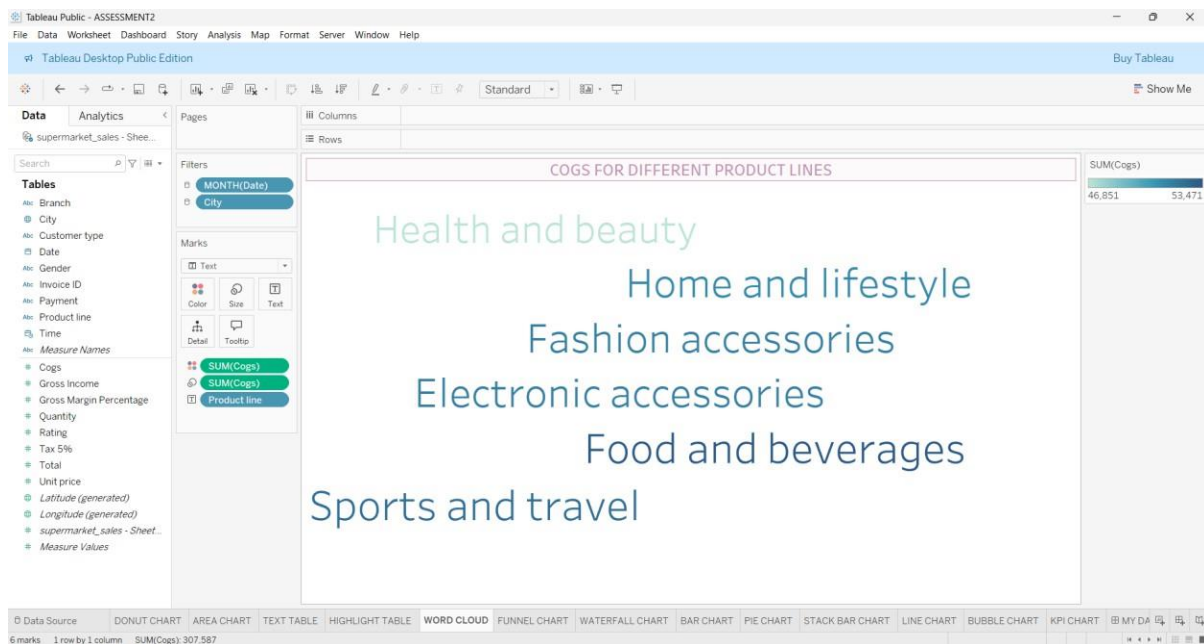 Tableau Public - ASSESSMENT2
File Data Worksheet Dashboard Story Analysis Map Format Server Window Help
Tableau Desktop Public Edition
Buy Tableau
Standard
Show Me
Data Analytics
supermarket_sales - Shee...
Search
Tables
Abc Branch
City
Abc Customer type
Date
Abc Gender
Abc Invoice ID
Abc Payment
Abc Product line
Time
Abc Measure Names
# Cogs
# Gross Income
# Gross Margin Percentage
# Quantity
# Rating
# Tax 5%
# Total
# Unit price
Latitude (generated)
Longitude (generated)
# supermarket_sales - Sheet...
# Measure Values
Pages
Filters
MONTH(Date)
City
Marks
Text
Color Size Text
Detail Tooltip
SUM(Cogs)
SUM(Cogs)
Product line
Columns
Rows
COGS FOR DIFFERENT PRODUCT LINES
Health and beauty
Home and lifestyle
Fashion accessories
Electronic accessories
Food and beverages
Sports and travel
SUM(Cogs)
46,851 53,471
Data Source DONUT CHART AREA CHART TEXT TABLE HIGHLIGHT TABLE WORD CLOUD FUNNEL CHART WATERFALL CHART BAR CHART PIE CHART STACK BAR CHART LINE CHART BUBBLE CHART KPI CHART MY DA
6 marks 1 row by 1 column SUM(Cogs): 307,587